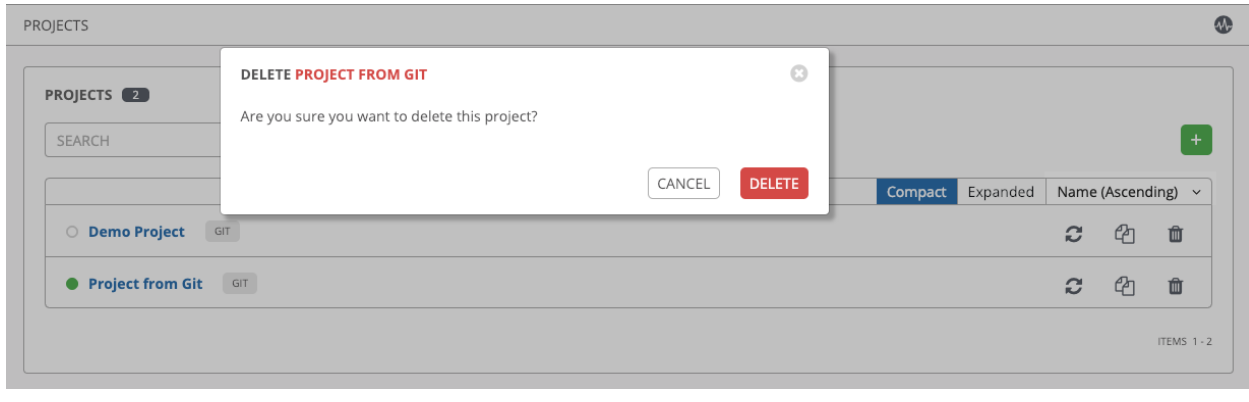 PROJECTS
DELETE PROJECT FROM GIT
Are you sure you want to delete this project?
CANCEL DELETE
PROJECTS 2
SEARCH
+
Compact Expanded Name (Ascending)
Demo Project GIT
Project from Git GIT
ITEMS 1 - 2